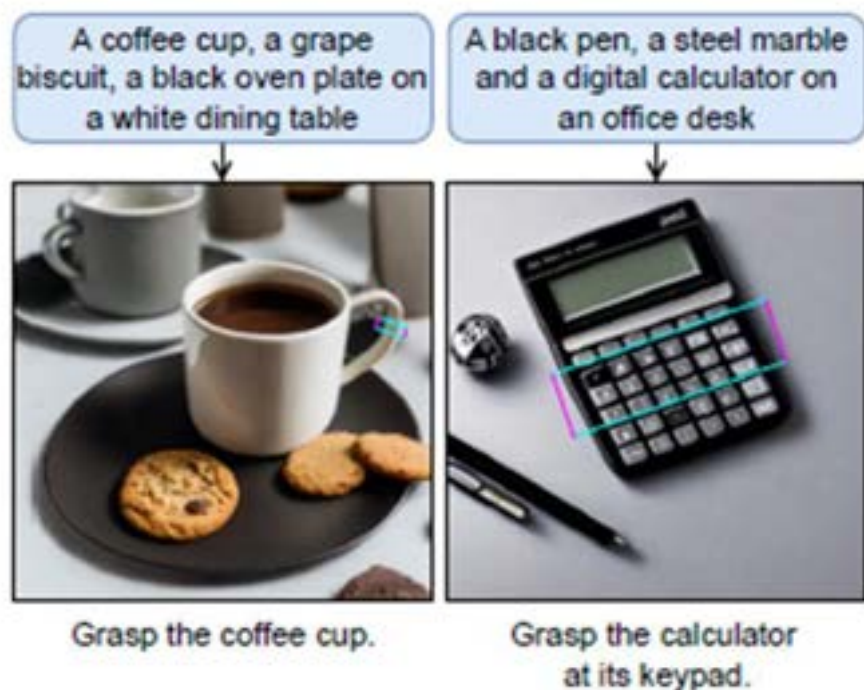 A coffee cup, a grape
biscuit, a black oven plate on
a white dining table
A black pen, a steel marble
and a digital calculator on
an office desk
Grasp the coffee cup.
Grasp the calculator
at its keypad.